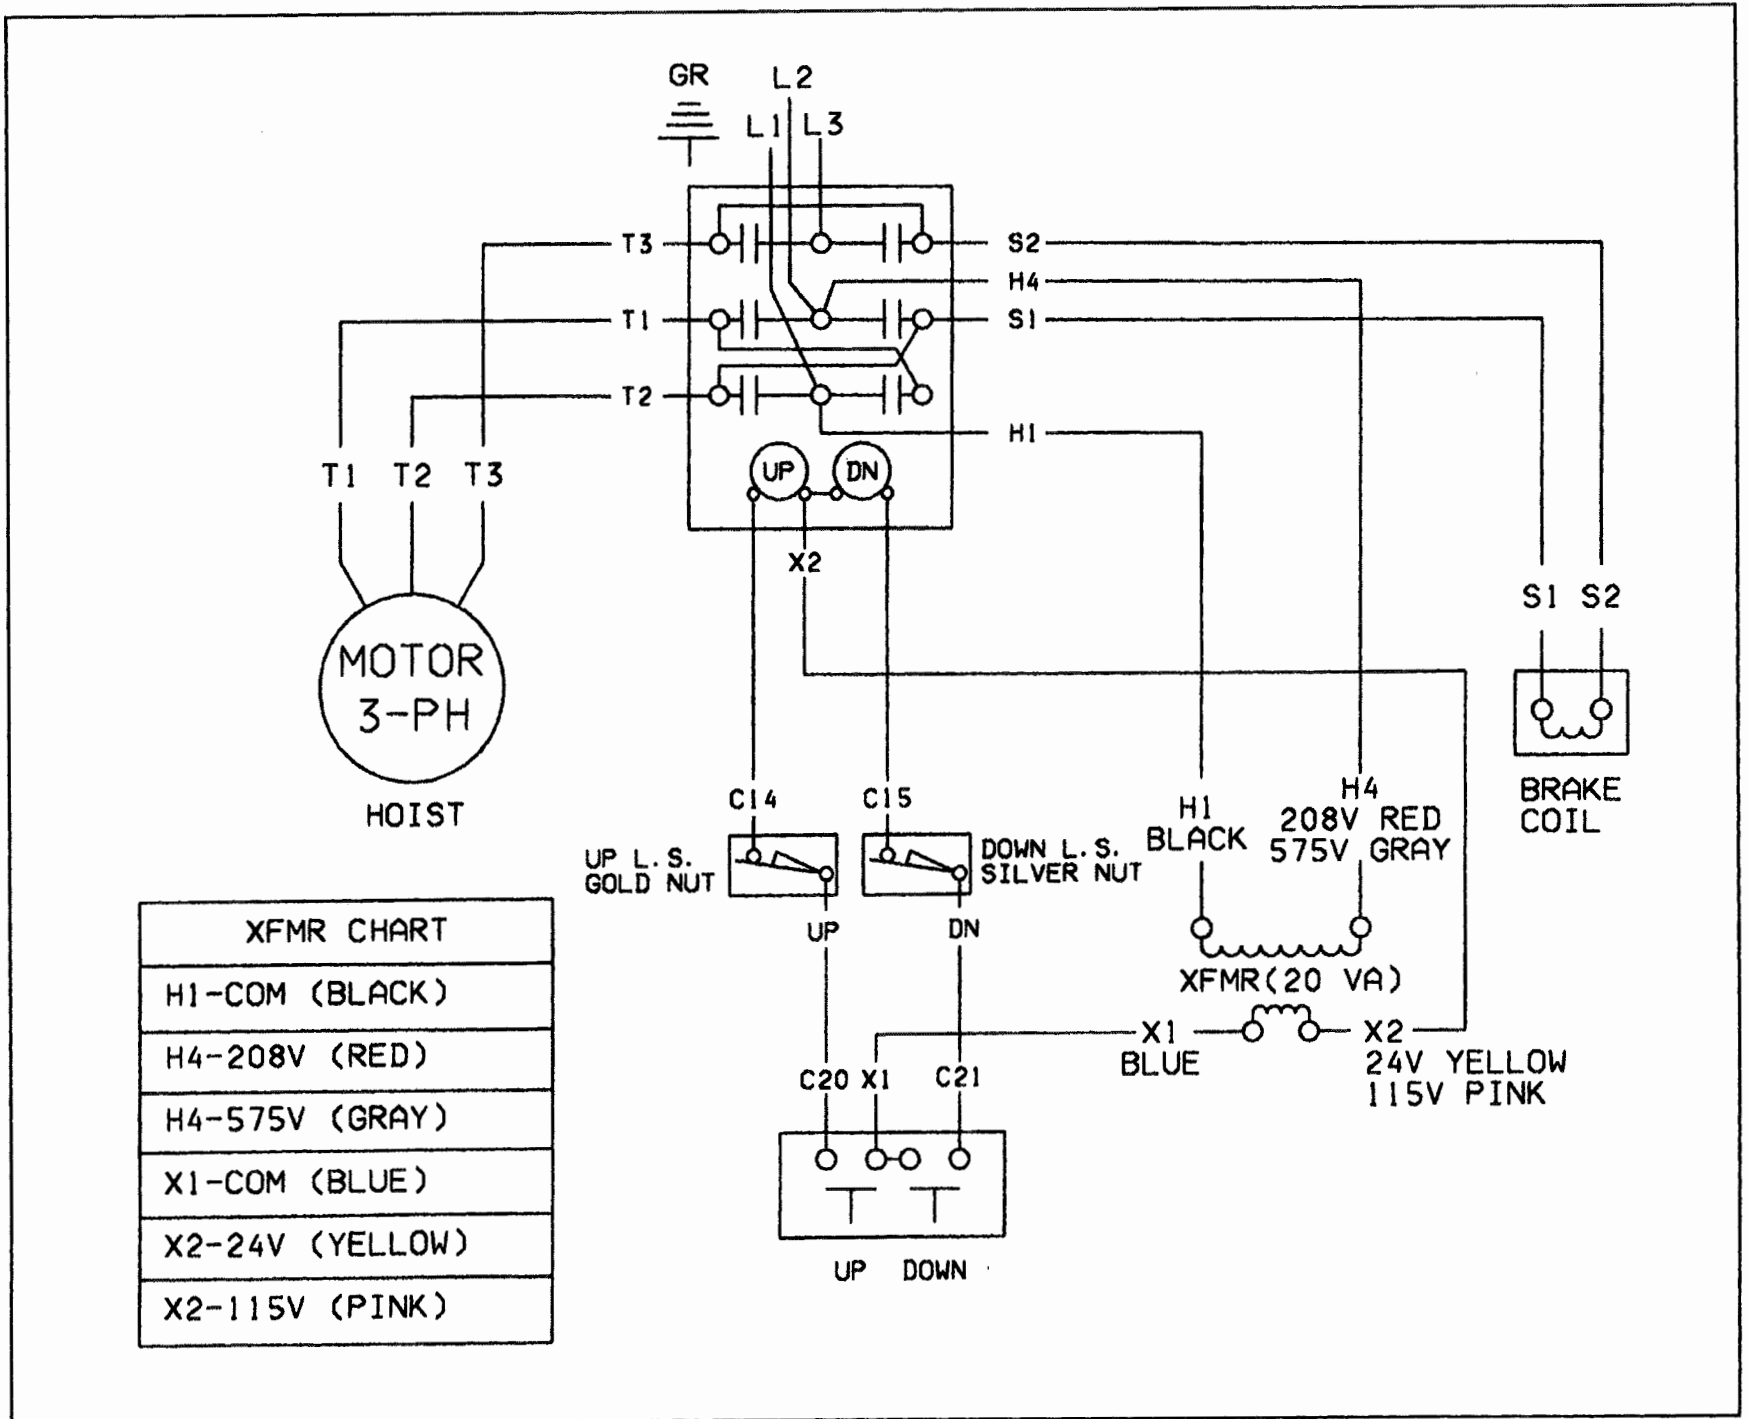 GR
L2
L1
L3
T3
S2
H4
T1
S1
T2
H1
T1 T2 T3
UP
DN
X2
S1 S2
MOTOR
3-PH
HOIST
BRAKE
COIL
C14
C15
H1
BLACK
H4
208V RED
575V GRAY
UP L.S.
GOLD NUT
DOWN L.S.
SILVER NUT
UP
DN
XFMR(20 VA)
X1
BLUE
X2
24V YELLOW
115V PINK
C20 X1 C21
UP DOWN
XFMR CHART
H1-COM (BLACK)
H4-208V (RED)
H4-575V (GRAY)
X1-COM (BLUE)
X2-24V (YELLOW)
X2-115V (PINK)